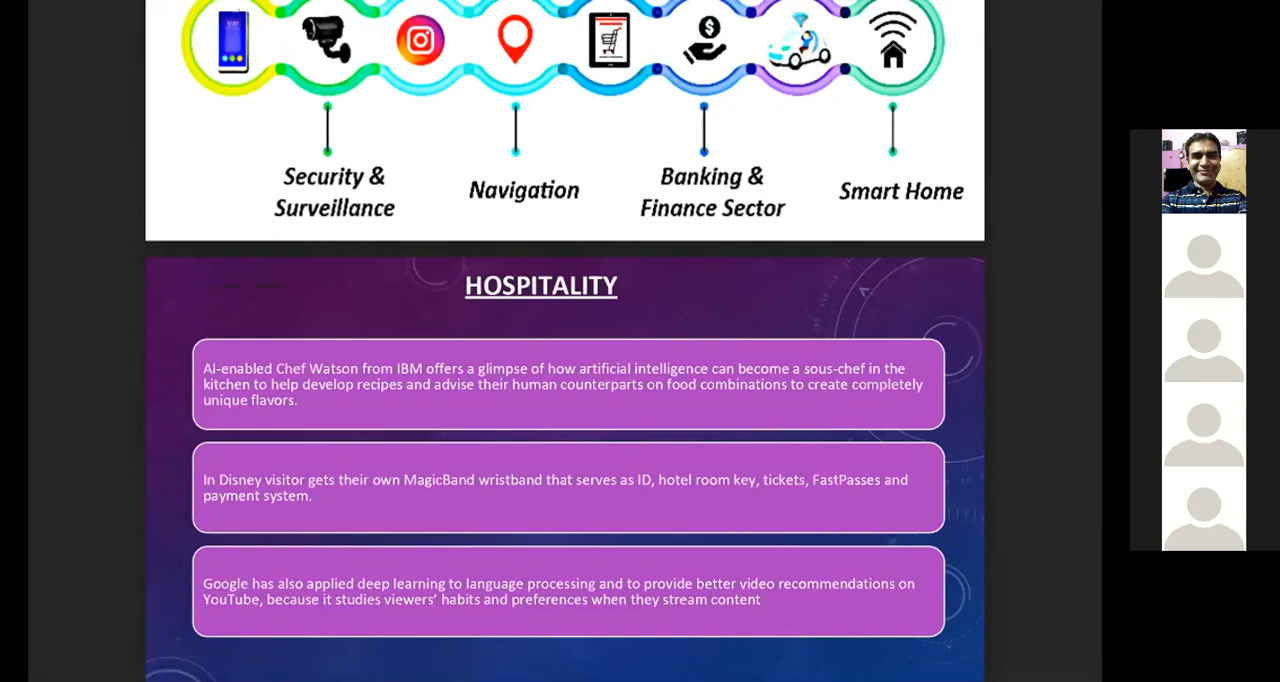 Security &
Surveillance
Navigation
Banking &
Finance Sector
Smart Home
HOSPITALITY
AI-enabled Chef Watson from IBM offers a glimpse of how artificial intelligence can become a sous-chef in the
kitchen to help develop recipes and advise their human counterparts on food combinations to create completely
unique flavors.
In Disney visitor gets their own MagicBand wristband that serves as ID, hotel room key, tickets, FastPasses and
payment system.
Google has also applied deep learning to language processing and to provide better video recommendations on
YouTube, because it studies viewers’ habits and preferences when they stream content